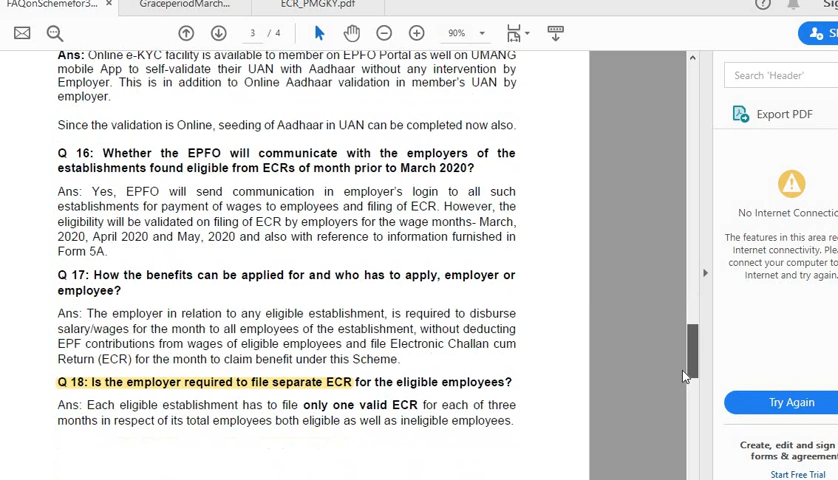 FAQonSchemefor3... × GraceperiodMarch... ECR_PMGKY.pdf
3 / 4 90%
Ans: Online e-KYC facility is available to member on EPFO Portal as well on UMANG
mobile App to self-validate their UAN with Aadhaar without any intervention by
Employer. This is in addition to Online Aadhaar validation in member's UAN by
employer.
Since the validation is Online, seeding of Aadhaar in UAN can be completed now also.
Q 16: Whether the EPFO will communicate with the employers of the
establishments found eligible from ECRs of month prior to March 2020?
Ans: Yes, EPFO will send communication in employer's login to all such
establishments for payment of wages to employees and filing of ECR. However, the
eligibility will be validated on filing of ECR by employers for the wage months- March,
2020, April 2020 and May, 2020 and also with reference to information furnished in
Form 5A.
Q 17: How the benefits can be applied for and who has to apply, employer or
employee?
Ans: The employer in relation to any eligible establishment, is required to disburse
salary/wages for the month to all employees of the establishment, without deducting
EPF contributions from wages of eligible employees and file Electronic Challan cum
Return (ECR) for the month to claim benefit under this Scheme.
Q 18: Is the employer required to file separate ECR for the eligible employees?
Ans: Each eligible establishment has to file only one valid ECR for each of three
months in respect of its total employees both eligible as well as ineligible employees.
Search 'Header'
Export PDF
No Internet Connectio
The features in this area re
Internet connectivity. Ple
connect your computer to
Internet and try again.
Try Again
Create, edit and sign
forms & agreemen
Start Free Trial